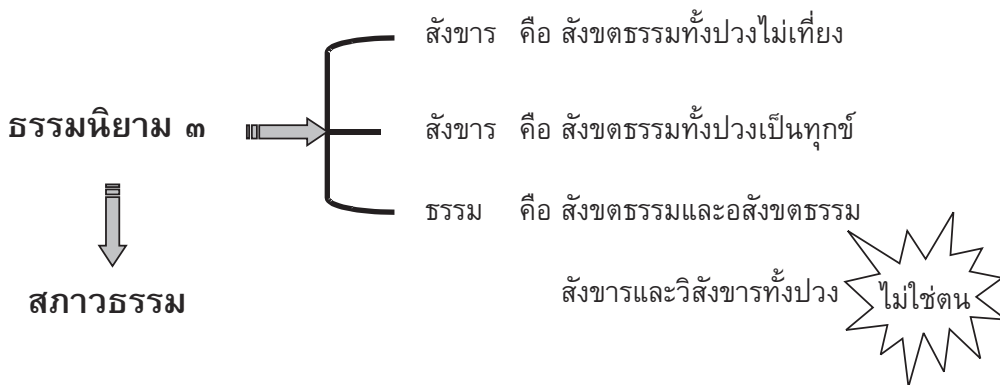 สังขาร คือ สังขตธรรมทั้งปวงไม่เที่ยง
ธรรมนิยาม ๓
สังขาร คือ สังขตธรรมทั้งปวงเป็นทุกข์
ธรรม คือ สังขตธรรมและอสังขตธรรม
สังขารและวิสังขารทั้งปวง
ไม่ใช่ตน
สภาวธรรม